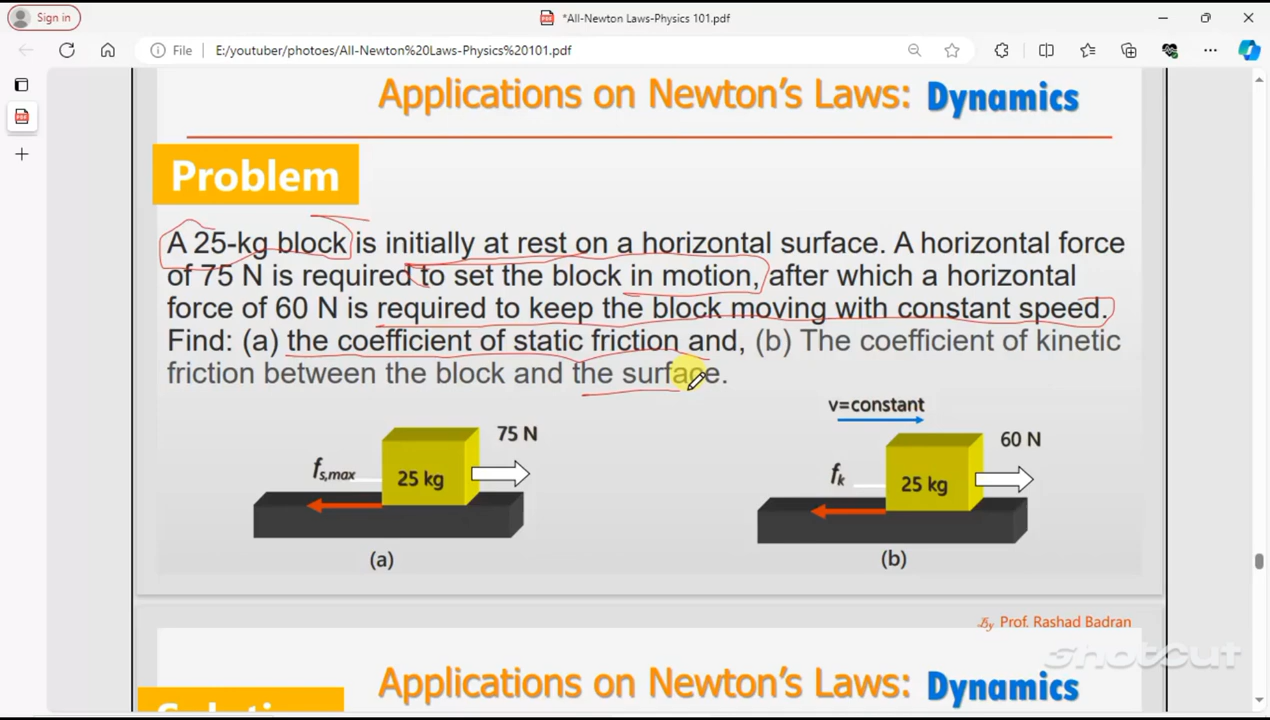 Sign in
*All-Newton Laws-Physics 101.pdf
File
E:/youtuber/photoes/All-Newton%20Laws-Physics%20101.pdf
Applications on Newton's Laws: Dynamics
Problem
A 25-kg block is initially at rest on a horizontal surface. A horizontal force
of 75 N is required to set the block in motion, after which a horizontal
force of 60 N is required to keep the block moving with constant speed.
Find: (a) the coefficient of static friction and, (b) The coefficient of kinetic
friction between the block and the surface.
v=constant
75 N
60 N
fs,max
25 kg
fk
25 kg
(a)
(b)
By Prof. Rashad Badran
Shotcut
Applications on Newton's Laws: Dynamics